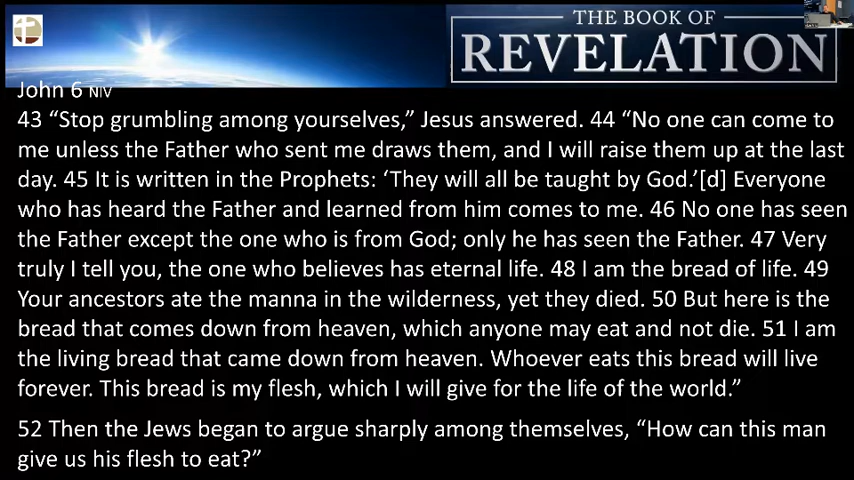 THE BOOK OF
REVELATION
John 6 NIV
43 “Stop grumbling among yourselves,” Jesus answered. 44 “No one can come to
me unless the Father who sent me draws them, and I will raise them up at the last
day. 45 It is written in the Prophets: ‘They will all be taught by God.’[d] Everyone
who has heard the Father and learned from him comes to me. 46 No one has seen
the Father except the one who is from God; only he has seen the Father. 47 Very
truly I tell you, the one who believes has eternal life. 48 I am the bread of life. 49
Your ancestors ate the manna in the wilderness, yet they died. 50 But here is the
bread that comes down from heaven, which anyone may eat and not die. 51 I am
the living bread that came down from heaven. Whoever eats this bread will live
forever. This bread is my flesh, which I will give for the life of the world.”
52 Then the Jews began to argue sharply among themselves, “How can this man
give us his flesh to eat?”